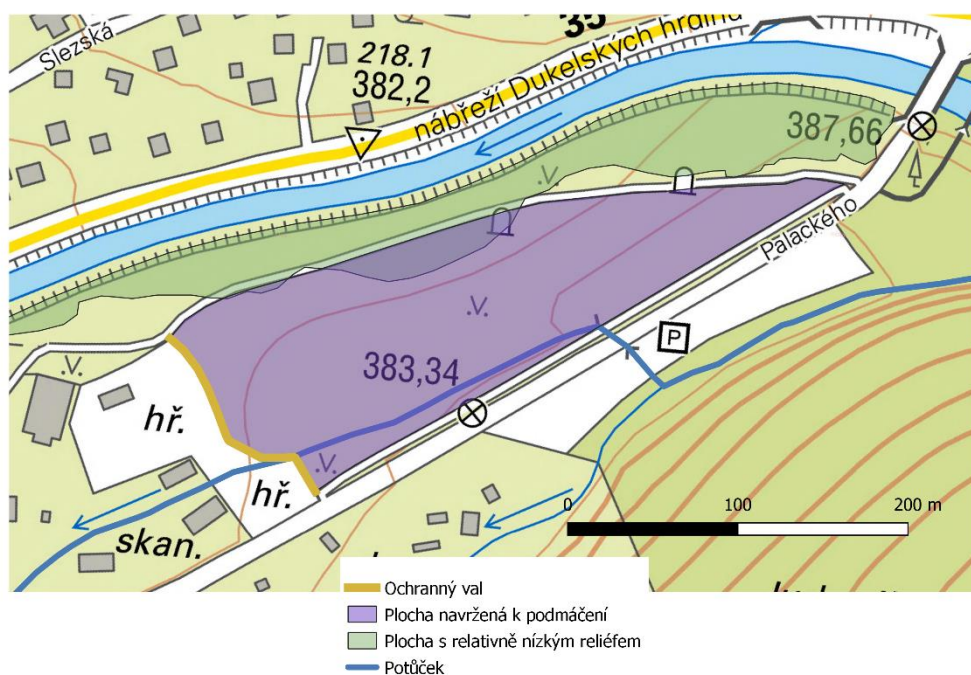 Slezská
35
218.1
382,2
nábřeží Dukelských hrdinů
387,66
Palackého
.V.
.V.
.V.
.V.
P
383,34
hř.
hř.
skan.
0 100 200 m
Ochranný val
Plocha navržená k podmáčení
Plocha s relativně nízkým reliéfem
Potůček